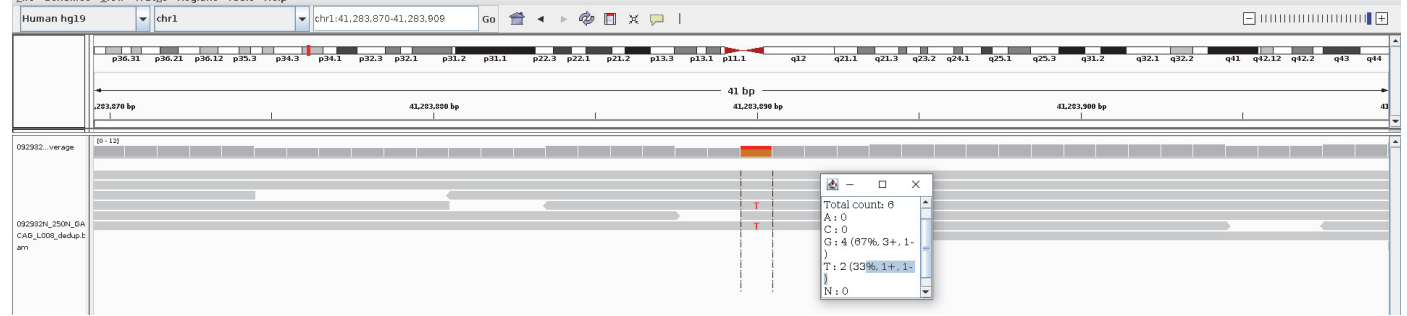 Human hg19 chr1 chr1:41,283,870-41,283,909 Go
p36.31 p36.21 p36.12 p35.3 p34.3 p34.1 p32.3 p32.1 p31.2 p31.1 p22.3 p22.1 p21.2 p13.3 p13.1 p11.1 q12 q21.1 q21.3 q23.2 q24.1 q25.1 q25.3 q31.2 q32.1 q32.2 q41 q42.12 q42.2 q43 q44
41 bp
,283,870 bp 41,283,880 bp 41,283,890 bp 41,283,900 bp 41
[0 - 12]
092932...verage
T
T
092932N_250N_GA
CAG_L008_dedup.b
am
Total count: 6
A : 0
C : 0
G : 4 (67%, 3+, 1-
)
T : 2 (33%, 1+, 1-
)
N : 0